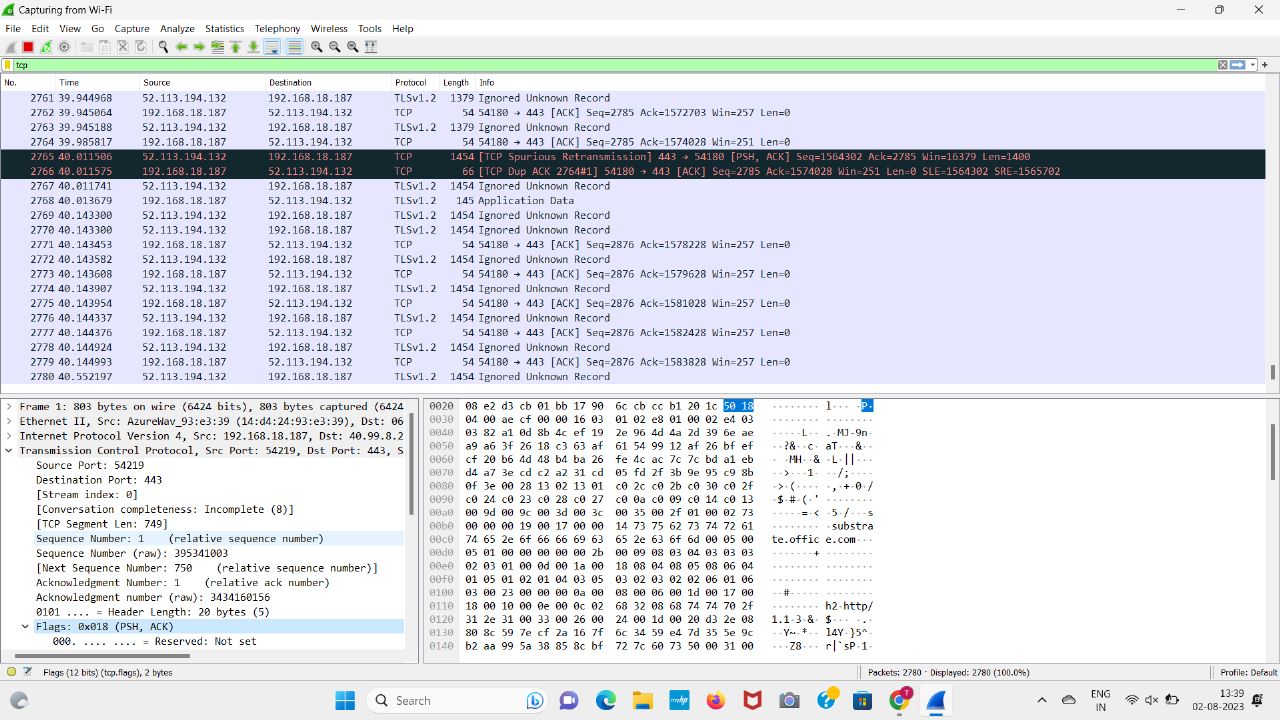 Capturing from Wi-Fi
File Edit View Go Capture Analyze Statistics Telephony Wireless Tools Help
tcp
No. Time Source Destination Protocol Length Info
2761 39.944968 52.113.194.132 192.168.18.187 TLSv1.2 1379 Ignored Unknown Record
2762 39.945064 192.168.18.187 52.113.194.132 TCP 54 54180 → 443 [ACK] Seq=2785 Ack=1572703 Win=257 Len=0
2763 39.945188 52.113.194.132 192.168.18.187 TLSv1.2 1379 Ignored Unknown Record
2764 39.985817 192.168.18.187 52.113.194.132 TCP 54 54180 → 443 [ACK] Seq=2785 Ack=1574028 Win=251 Len=0
2765 40.011506 52.113.194.132 192.168.18.187 TCP 1454 [TCP Spurious Retransmission] 443 → 54180 [PSH, ACK] Seq=1564302 Ack=2785 Win=16379 Len=1400
2766 40.011575 192.168.18.187 52.113.194.132 TCP 66 [TCP Dup ACK 2764#1] 54180 → 443 [ACK] Seq=2785 Ack=1574028 Win=251 Len=0 SLE=1564302 SRE=1565702
2767 40.011741 52.113.194.132 192.168.18.187 TLSv1.2 1454 Ignored Unknown Record
2768 40.013679 192.168.18.187 52.113.194.132 TLSv1.2 145 Application Data
2769 40.143300 52.113.194.132 192.168.18.187 TLSv1.2 1454 Ignored Unknown Record
2770 40.143300 52.113.194.132 192.168.18.187 TLSv1.2 1454 Ignored Unknown Record
2771 40.143453 192.168.18.187 52.113.194.132 TCP 54 54180 → 443 [ACK] Seq=2876 Ack=1578228 Win=257 Len=0
2772 40.143582 52.113.194.132 192.168.18.187 TLSv1.2 1454 Ignored Unknown Record
2773 40.143608 192.168.18.187 52.113.194.132 TCP 54 54180 → 443 [ACK] Seq=2876 Ack=1579628 Win=257 Len=0
2774 40.143907 52.113.194.132 192.168.18.187 TLSv1.2 1454 Ignored Unknown Record
2775 40.143954 192.168.18.187 52.113.194.132 TCP 54 54180 → 443 [ACK] Seq=2876 Ack=1581028 Win=257 Len=0
2776 40.144337 52.113.194.132 192.168.18.187 TLSv1.2 1454 Ignored Unknown Record
2777 40.144376 192.168.18.187 52.113.194.132 TCP 54 54180 → 443 [ACK] Seq=2876 Ack=1582428 Win=257 Len=0
2778 40.144924 52.113.194.132 192.168.18.187 TLSv1.2 1454 Ignored Unknown Record
2779 40.144993 192.168.18.187 52.113.194.132 TCP 54 54180 → 443 [ACK] Seq=2876 Ack=1583828 Win=257 Len=0
2780 40.552197 52.113.194.132 192.168.18.187 TLSv1.2 1454 Ignored Unknown Record
Frame 1: 803 bytes on wire (6424 bits), 803 bytes captured (6424
Ethernet II, Src: AzureWav_93:e3:39 (14:d4:24:93:e3:39), Dst: 06
Internet Protocol Version 4, Src: 192.168.18.187, Dst: 40.99.8.2
Transmission Control Protocol, Src Port: 54219, Dst Port: 443, S
Source Port: 54219
Destination Port: 443
[Stream index: 0]
[Conversation completeness: Incomplete (8)]
[TCP Segment Len: 749]
Sequence Number: 1 (relative sequence number)
Sequence Number (raw): 395341003
[Next Sequence Number: 750 (relative sequence number)]
Acknowledgment Number: 1 (relative ack number)
Acknowledgment number (raw): 3434160156
0101 .... = Header Length: 20 bytes (5)
Flags: 0x018 (PSH, ACK)
000. .... .... = Reserved: Not set
0020 08 e2 d3 cb 01 bb 17 90 6c cb cc b1 20 1c 50 18 ········ l··· ·P·
0030 04 00 ae cf 00 00 16 03 01 02 e8 01 00 02 e4 03
0040 03 82 a1 0d 8b 4c ef 19 2e 96 4d 4a 7d 39 6e ae
0050 a9 a6 3f 26 18 c3 63 af 61 54 99 12 af 26 bf ef
0060 cf 20 b6 4d 48 b4 ba 26 fe 4c ac 7c 7c bd a1 eb
0070 d4 a7 3e cd c2 a2 31 cd 05 fd 2f 3b 9e 95 c9 8b
0080 0f 3e 00 28 13 02 13 01 c0 2c c0 2b c0 30 c0 2f
0090 c0 24 c0 23 c0 28 c0 27 c0 0a c0 09 c0 14 c0 13
00a0 00 9d 00 9c 00 3d 00 3c 00 35 00 2f 01 00 02 73
00b0 00 00 00 19 00 17 00 00 14 73 75 62 73 74 72 61 ········ ·substra
00c0 74 65 2e 6f 66 66 69 63 65 2e 63 6f 6d 00 05 00 te.offic e.com···
00d0 05 01 00 00 00 00 00 2b 00 09 08 03 04 03 03 03
00e0 02 03 01 00 0d 00 1a 00 18 08 04 08 05 08 06 04
00f0 01 05 01 02 01 04 03 05 03 02 03 02 02 06 01 06
0100 03 00 23 00 00 00 0a 00 08 00 06 00 1d 00 17 00
0110 18 00 10 00 0e 00 0c 02 68 32 08 68 74 74 70 2f ········ h2·http/
0120 31 2e 31 00 33 00 26 00 24 00 1d 00 20 d3 2e 08
0130 80 8c 59 7e cf 2a 16 7f 6c 34 59 e4 7d 35 5e 9c
0140 b2 aa 99 5a 38 85 8c bf 72 7c 60 73 50 00 31 00
Flags (12 bits) (tcp.flags), 2 bytes
Packets: 2780 · Displayed: 2780 (100.0%)
Profile: Default
Search
ENG
IN
13:39
02-08-2023